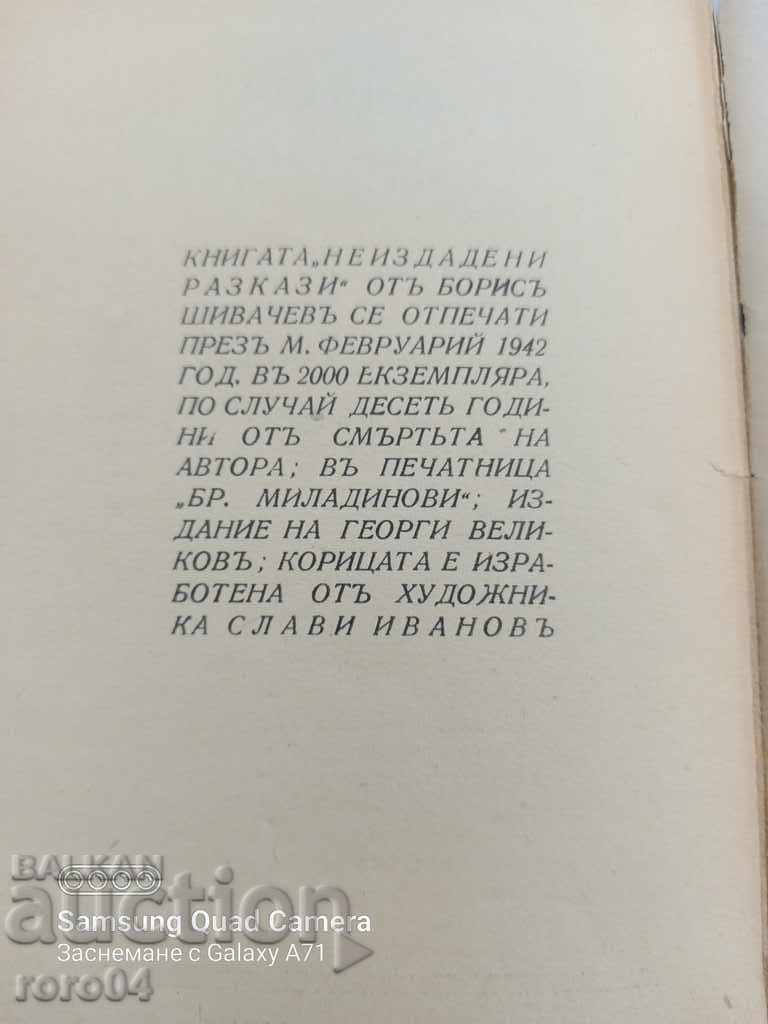 КНИГАТА „НЕИЗДАДЕНИ
РАЗКАЗИ“ ОТЪ БОРИСЪ
ШИВАЧЕВЪ СЕ ОТПЕЧАТИ
ПРЕЗЪ М. ФЕВРУАРИЙ 1942
ГОД. ВЪ 2000 ЕКЗЕМПЛЯРА,
ПО СЛУЧАЙ ДЕСЕТЬ ГОДИ-
НИ ОТЪ СМЪРТЬТА НА
АВТОРА; ВЪ ПЕЧАТНИЦА
„БР. МИЛАДИНОВИ“; ИЗ-
ДАНИЕ НА ГЕОРГИ ВЕЛИ-
КОВЪ; КОРИЦАТА Е ИЗРА-
БОТЕНА ОТЪ ХУДОЖНИ-
КА СЛАВИ ИВАНОВЪ
BALKAN
auction
Samsung Quad Camera
Заснемане с Galaxy A71
roro04